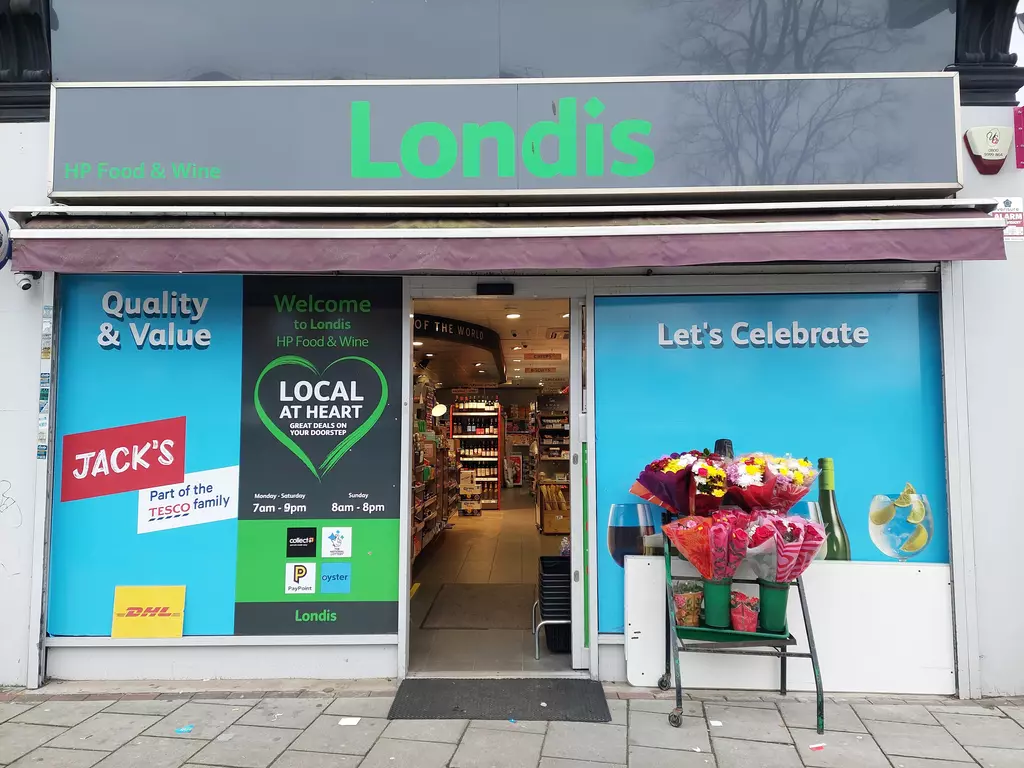 Londis
HP Food & Wine
Quality
& Value
JACK'S
Part of the
TESCO family
DHL
Welcome
to Londis
HP Food & Wine
LOCAL
AT HEART
GREAT DEALS ON
YOUR DOORSTEP
Monday - Saturday
7am - 9pm
Sunday
8am - 8pm
collect+
PayPoint
oyster
Londis
OF THE WORLD
Let's Celebrate
ALARM